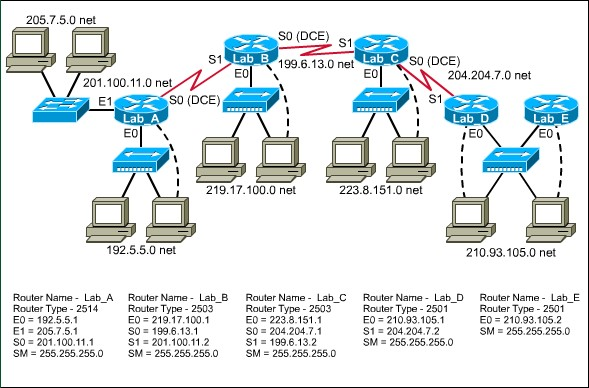 205.7.5.0 net
S0 (DCE)
S1
Lab_B
E0
S1
Lab_C
199.6.13.0 net
S0 (DCE)
E0
204.204.7.0 net
201.100.11.0 net
E1
Lab_A
S0 (DCE)
E0
S1
Lab_D
E0
Lab_E
E0
219.17.100.0 net
223.8.151.0 net
192.5.5.0 net
210.93.105.0 net
Router Name - Lab_A
Router Type - 2514
E0 = 192.5.5.1
E1 = 205.7.5.1
S0 = 201.100.11.1
SM = 255.255.255.0
Router Name - Lab_B
Router Type - 2503
E0 = 219.17.100.1
S0 = 199.6.13.1
S1 = 201.100.11.2
SM = 255.255.255.0
Router Name - Lab_C
Router Type - 2503
E0 = 223.8.151.1
S0 = 204.204.7.1
S1 = 199.6.13.2
SM = 255.255.255.0
Router Name - Lab_D
Router Type - 2501
E0 = 210.93.105.1
S1 = 204.204.7.2
SM = 255.255.255.0
Router Name - Lab_E
Router Type - 2501
E0 = 210.93.105.2
SM = 255.255.255.0